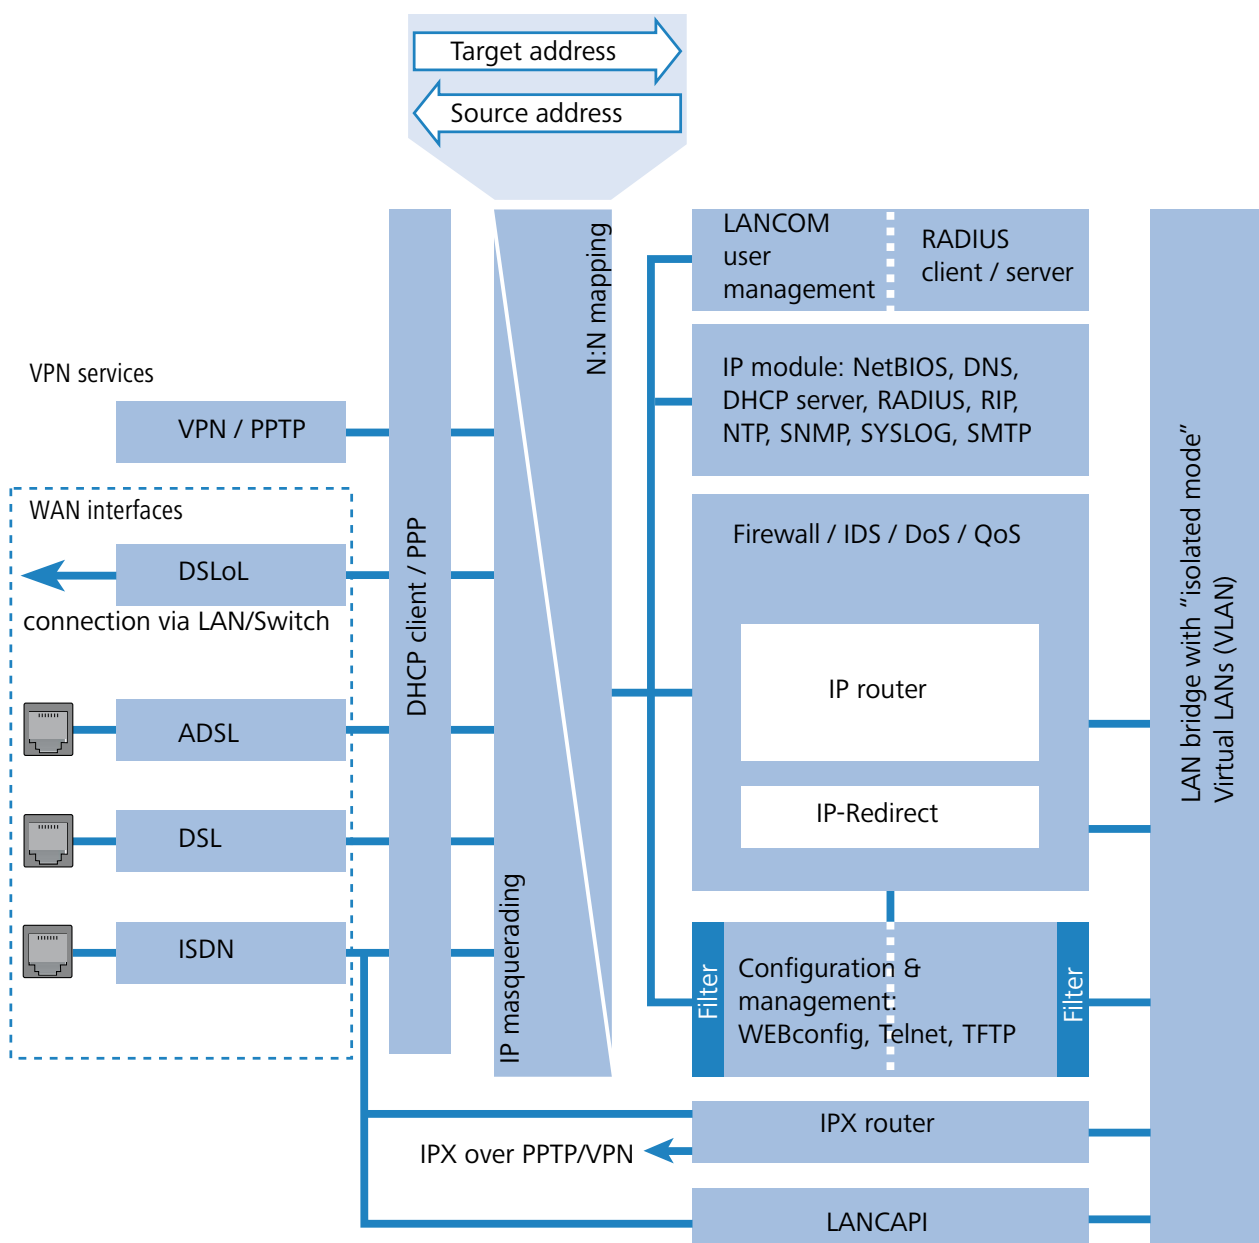 Target address
Source address
LANCOM
user
management
RADIUS
client / server
N:N mapping
IP module: NetBIOS, DNS,
DHCP server, RADIUS, RIP,
NTP, SNMP, SYSLOG, SMTP
VPN services
VPN / PPTP
WAN interfaces
DSLoL
connection via LAN/Switch
ADSL
DSL
ISDN
DHCP client / PPP
IP masquerading
Firewall / IDS / DoS / QoS
IP router
IP-Redirect
Filter
Configuration &
management:
WEBconfig, Telnet, TFTP
Filter
LAN bridge with “isolated mode”
Virtual LANs (VLAN)
IPX router
IPX over PPTP/VPN
LANCAPI